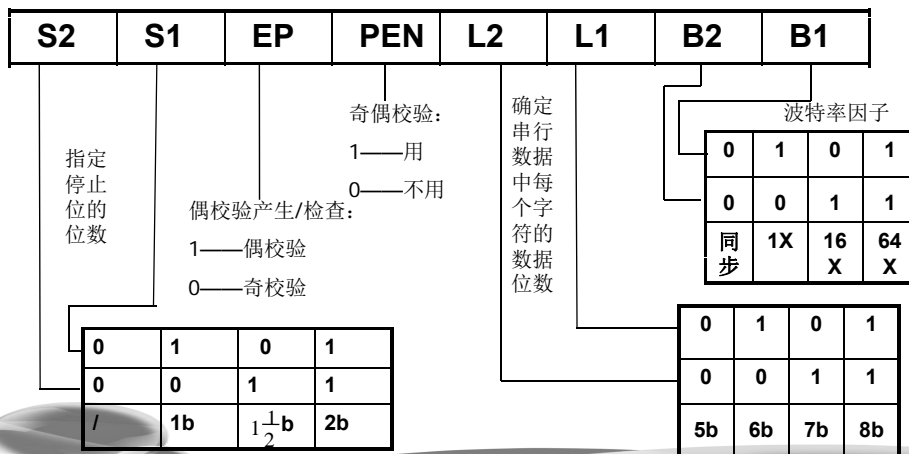 S2 S1 EP PEN L2 L1 B2 B1
指定
停止
位的
位数
偶校验产生/检查：
1——偶校验
0——奇校验
奇偶校验：
1——用
0——不用
确定
串行
数据
中每
个字
符的
数据
位数
波特率因子
0 1 0 1
0 0 1 1
同步 1X 16X 64X
0 1 0 1
0 0 1 1
/ 1b 1½b 2b
0 1 0 1
0 0 1 1
5b 6b 7b 8b